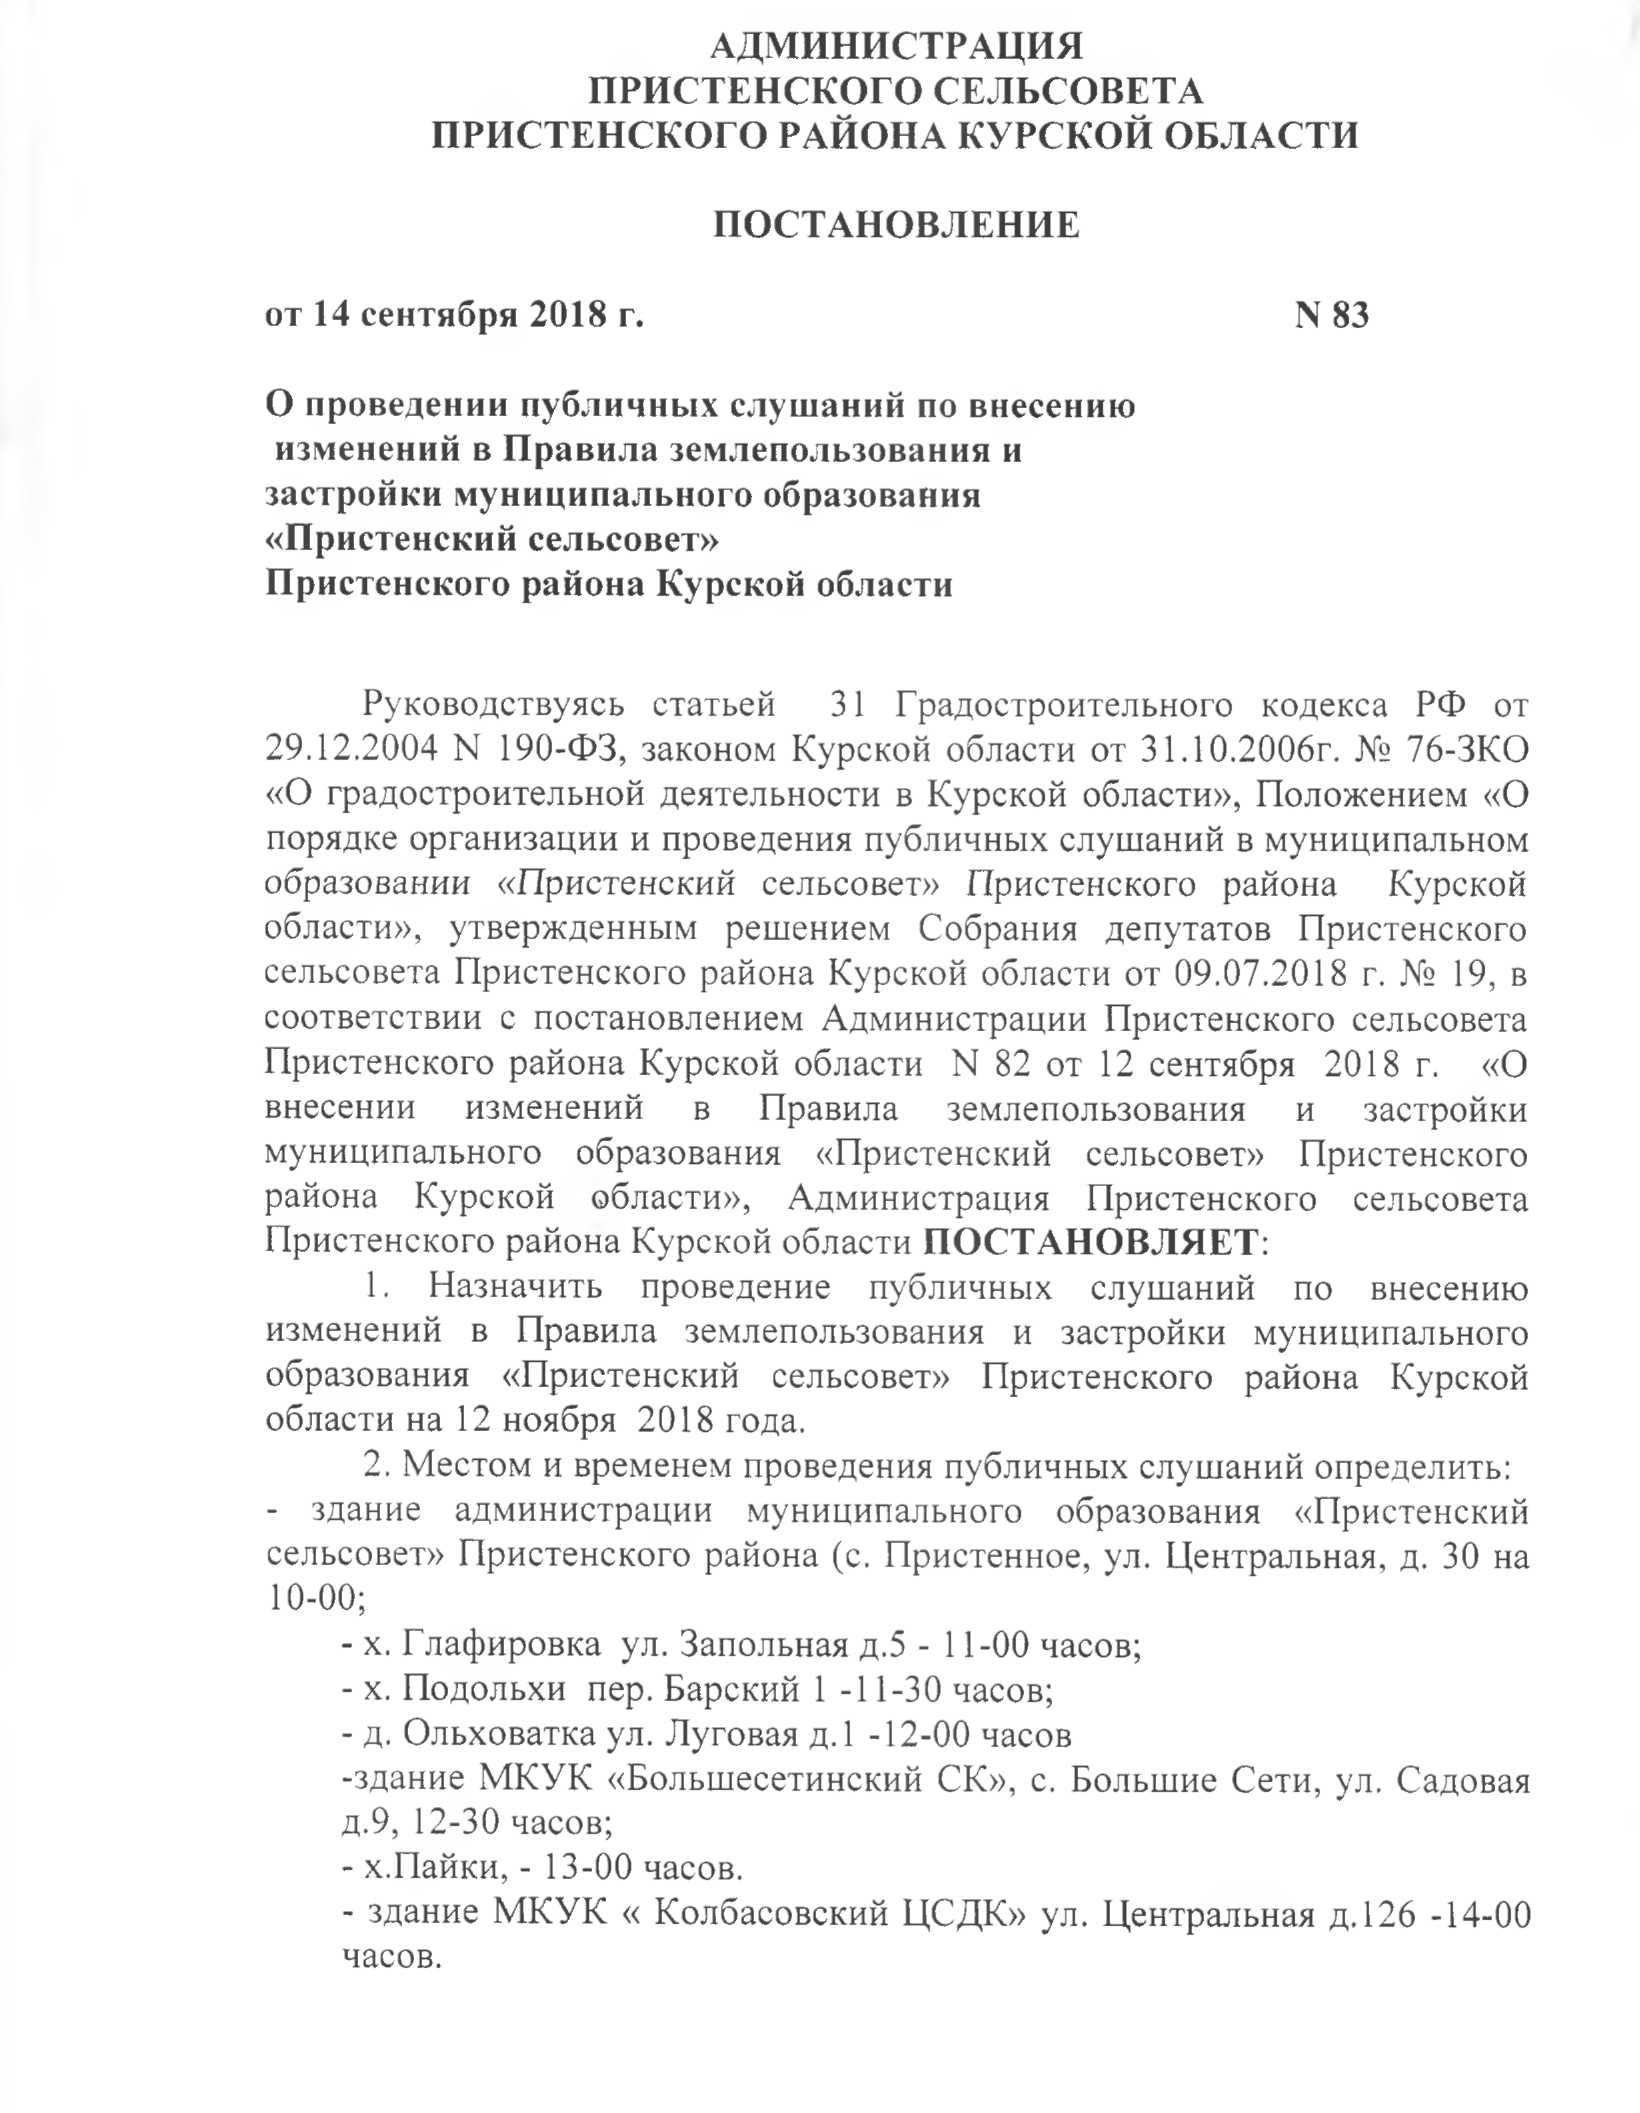 АДМИНИСТРАЦИЯ
ПРИСТЕНСКОГО СЕЛЬСОВЕТА
ПРИСТЕНСКОГО РАЙОНА КУРСКОЙ ОБЛАСТИ
ПОСТАНОВЛЕНИЕ
от 14 сентября 2018 г. N 83
О проведении публичных слушаний по внесению
изменений в Правила землепользования и
застройки муниципального образования
«Пристенский сельсовет»
Пристенского района Курской области
Руководствуясь статьей 31 Градостроительного кодекса РФ от
29.12.2004 N 190-ФЗ, законом Курской области от 31.10.2006г. № 76-ЗКО
«О градостроительной деятельности в Курской области», Положением «О
порядке организации и проведения публичных слушаний в муниципальном
образовании «Пристенский сельсовет» Пристенского района Курской
области», утвержденным решением Собрания депутатов Пристенского
сельсовета Пристенского района Курской области от 09.07.2018 г. № 19, в
соответствии с постановлением Администрации Пристенского сельсовета
Пристенского района Курской области N 82 от 12 сентября 2018 г. «О
внесении изменений в Правила землепользования и застройки
муниципального образования «Пристенский сельсовет» Пристенского
района Курской области», Администрация Пристенского сельсовета
Пристенского района Курской области ПОСТАНОВЛЯЕТ:
1. Назначить проведение публичных слушаний по внесению
изменений в Правила землепользования и застройки муниципального
образования «Пристенский сельсовет» Пристенского района Курской
области на 12 ноября 2018 года.
2. Местом и временем проведения публичных слушаний определить:
- здание администрации муниципального образования «Пристенский
сельсовет» Пристенского района (с. Пристенное, ул. Центральная, д. 30 на
10-00;
- х. Глафировка ул. Запольная д.5 - 11-00 часов;
- х. Подольхи пер. Барский 1 -11-30 часов;
- д. Ольховатка ул. Луговая д.1 -12-00 часов
-здание МКУК «Большесетинский СК», с. Большие Сети, ул. Садовая
д.9, 12-30 часов;
- х.Пайки, - 13-00 часов.
- здание МКУК « Колбасовский ЦСДК» ул. Центральная д.126 -14-00
часов.